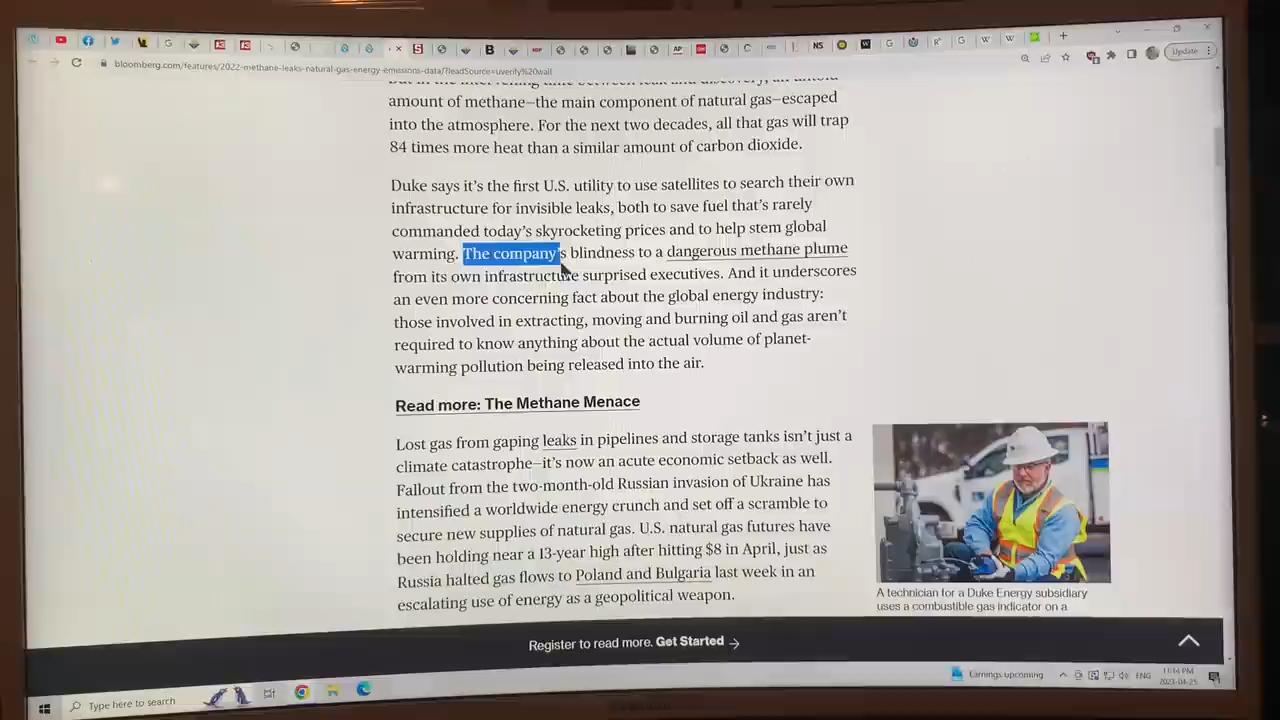 NS
Update
bloomberg.com/features/2022-methane-leaks-natural-gas-energy-emissions-data/?leadSource=uverify%20wall
amount of methane—the main component of natural gas—escaped
into the atmosphere. For the next two decades, all that gas will trap
84 times more heat than a similar amount of carbon dioxide.
Duke says it's the first U.S. utility to use satellites to search their own
infrastructure for invisible leaks, both to save fuel that's rarely
commanded today's skyrocketing prices and to help stem global
warming. The company's blindness to a dangerous methane plume
from its own infrastructure surprised executives. And it underscores
an even more concerning fact about the global energy industry:
those involved in extracting, moving and burning oil and gas aren't
required to know anything about the actual volume of planet-
warming pollution being released into the air.
Read more: The Methane Menace
Lost gas from gaping leaks in pipelines and storage tanks isn't just a
climate catastrophe—it's now an acute economic setback as well.
Fallout from the two-month-old Russian invasion of Ukraine has
intensified a worldwide energy crunch and set off a scramble to
secure new supplies of natural gas. U.S. natural gas futures have
been holding near a 13-year high after hitting $8 in April, just as
Russia halted gas flows to Poland and Bulgaria last week in an
escalating use of energy as a geopolitical weapon.
A technician for a Duke Energy subsidiary
uses a combustible gas indicator on a
Register to read more. Get Started →
Type here to search
Earnings upcoming
ENG
11:14 PM
2023-04-25